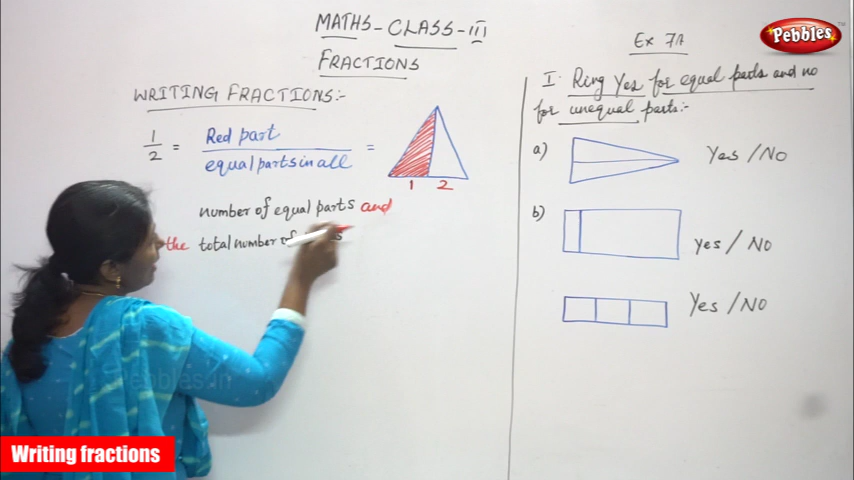 MATHS - CLASS - III
FRACTIONS
WRITING FRACTIONS:-
1/2 = Red part / equal parts in all =
1 2
number of equal parts and
the total number of
Ex 7A
I. Ring Yes for equal parts and no
for unequal parts:-
a) Yes / NO
b) yes / NO
Yes / NO
Pebbles
Pebbles.in
Writing fractions